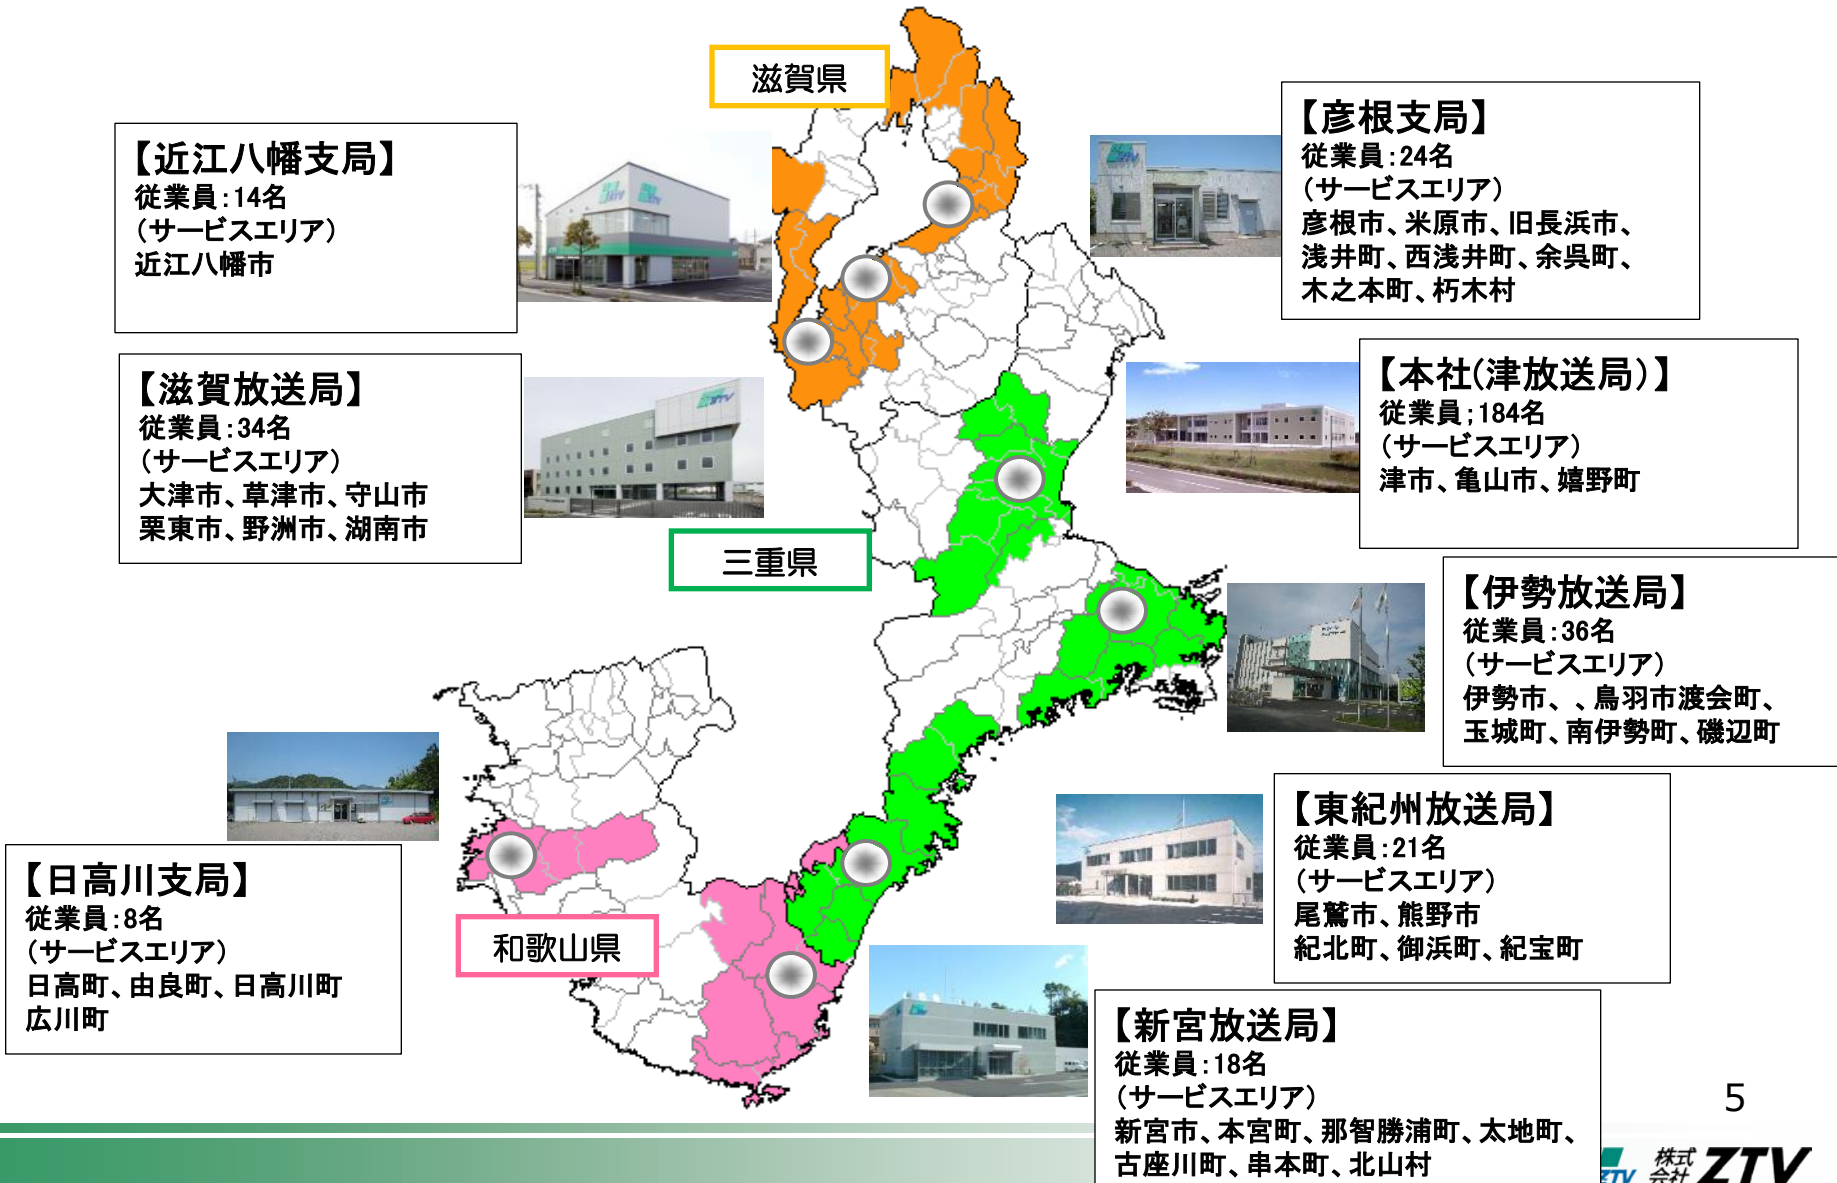 滋賀県
【近江八幡支局】
従業員：14名
（サービスエリア）
近江八幡市
【彦根支局】
従業員：24名
（サービスエリア）
彦根市、米原市、旧長浜市、
浅井町、西浅井町、余呉町、
木之本町、朽木村
【滋賀放送局】
従業員：34名
（サービスエリア）
大津市、草津市、守山市
栗東市、野洲市、湖南市
【本社(津放送局）】
従業員；184名
（サービスエリア）
津市、亀山市、嬉野町
三重県
【伊勢放送局】
従業員：36名
（サービスエリア）
伊勢市、、鳥羽市渡会町、
玉城町、南伊勢町、磯辺町
【東紀州放送局】
従業員：21名
（サービスエリア）
尾鷲市、熊野市
紀北町、御浜町、紀宝町
【日高川支局】
従業員：8名
（サービスエリア）
日高町、由良町、日高川町
広川町
和歌山県
【新宮放送局】
従業員：18名
（サービスエリア）
新宮市、本宮町、那智勝浦町、太地町、
古座川町、串本町、北山村
5
ZTV 株式会社 ZTV